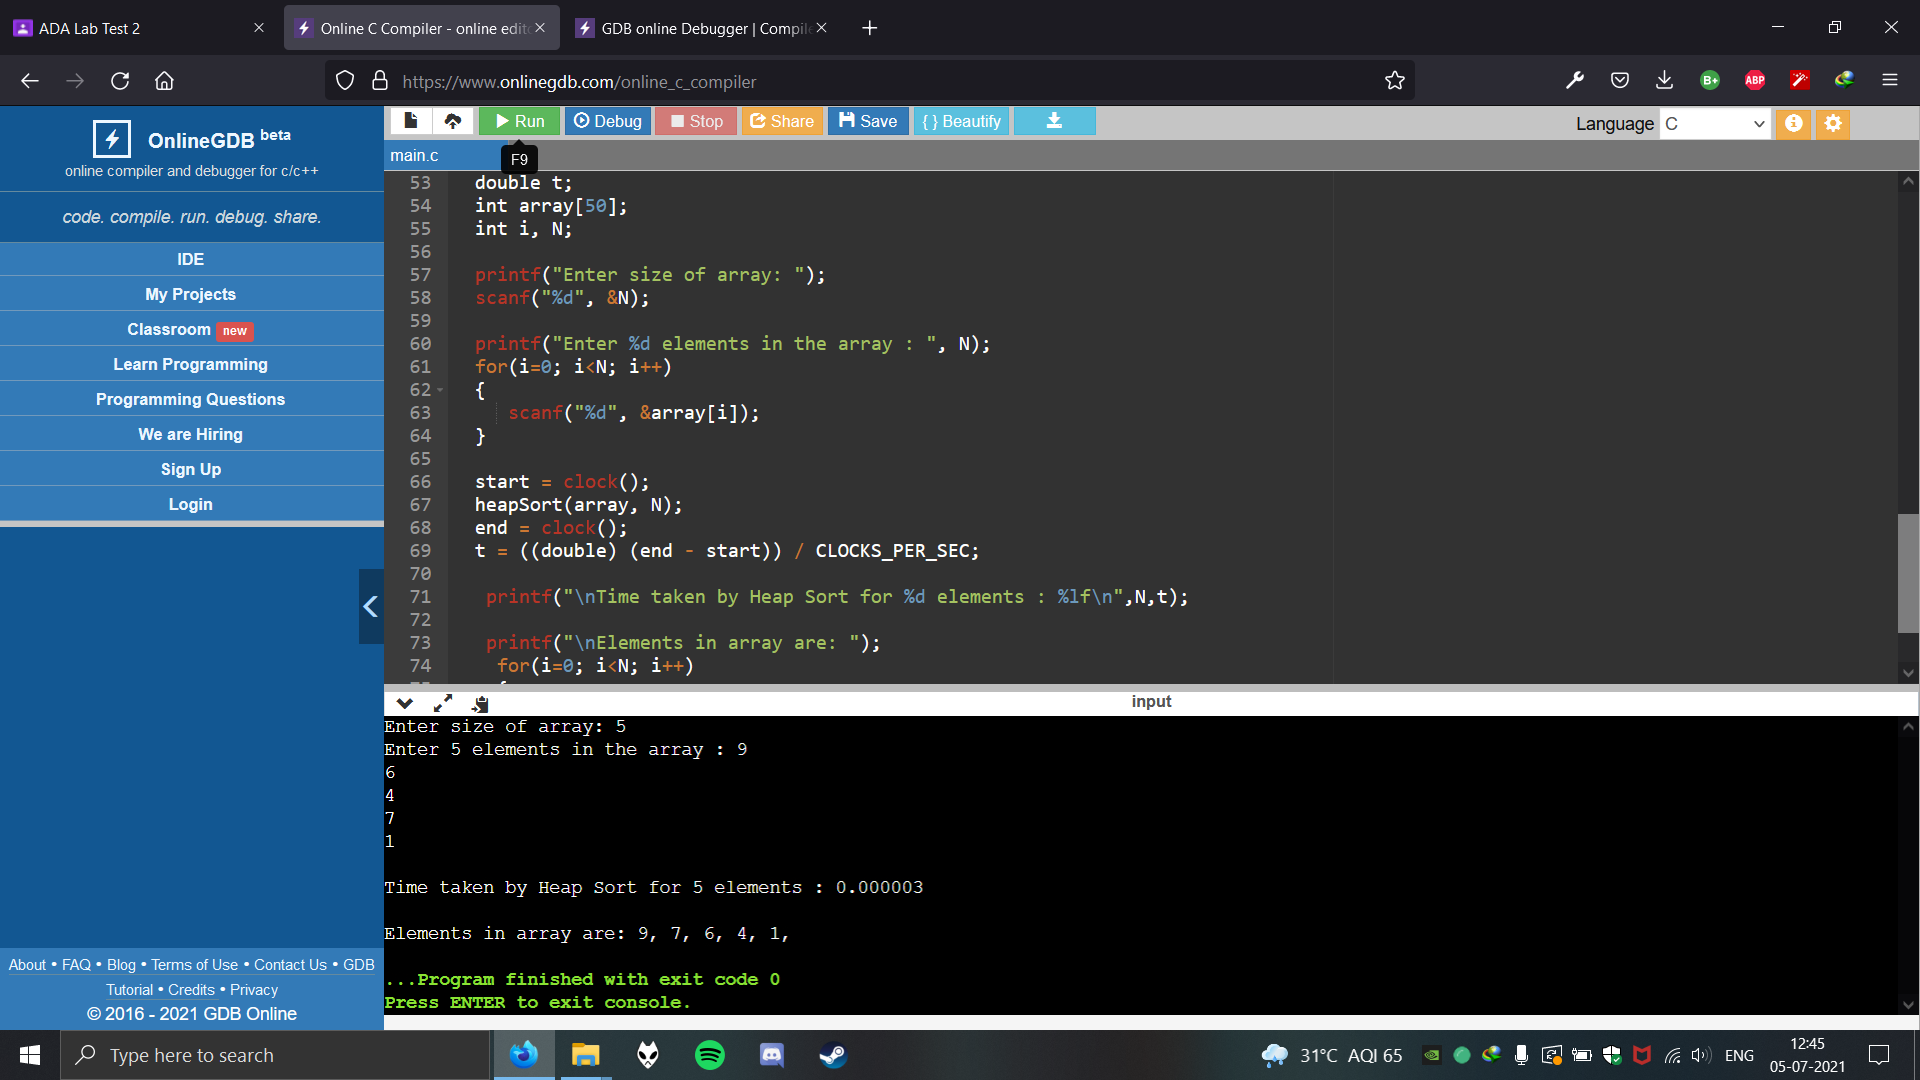 ADA Lab Test 2
Online C Compiler - online edit
GDB online Debugger | Compil
https://www.onlinegdb.com/online_c_compiler
B+
ABP
OnlineGDB beta
online compiler and debugger for c/c++
code. compile. run. debug. share.
IDE
My Projects
Classroom new
Learn Programming
Programming Questions
We are Hiring
Sign Up
Login
About • FAQ • Blog • Terms of Use • Contact Us • GDB
Tutorial • Credits • Privacy
© 2016 - 2021 GDB Online
Run
Debug
Stop
Share
Save
{ } Beautify
Language C
main.c
F9
53 double t;
54 int array[50];
55 int i, N;
56
57 printf("Enter size of array: ");
58 scanf("%d", &N);
59
60 printf("Enter %d elements in the array : ", N);
61 for(i=0; i<N; i++)
62 {
63 scanf("%d", &array[i]);
64 }
65
66 start = clock();
67 heapSort(array, N);
68 end = clock();
69 t = ((double) (end - start)) / CLOCKS_PER_SEC;
70
71 printf("\nTime taken by Heap Sort for %d elements : %lf\n",N,t);
72
73 printf("\nElements in array are: ");
74 for(i=0; i<N; i++)
input
Enter size of array: 5
Enter 5 elements in the array : 9
6
4
7
1
Time taken by Heap Sort for 5 elements : 0.000003
Elements in array are: 9, 7, 6, 4, 1,
...Program finished with exit code 0
Press ENTER to exit console.
Type here to search
31°C AQI 65
ENG
12:45
05-07-2021